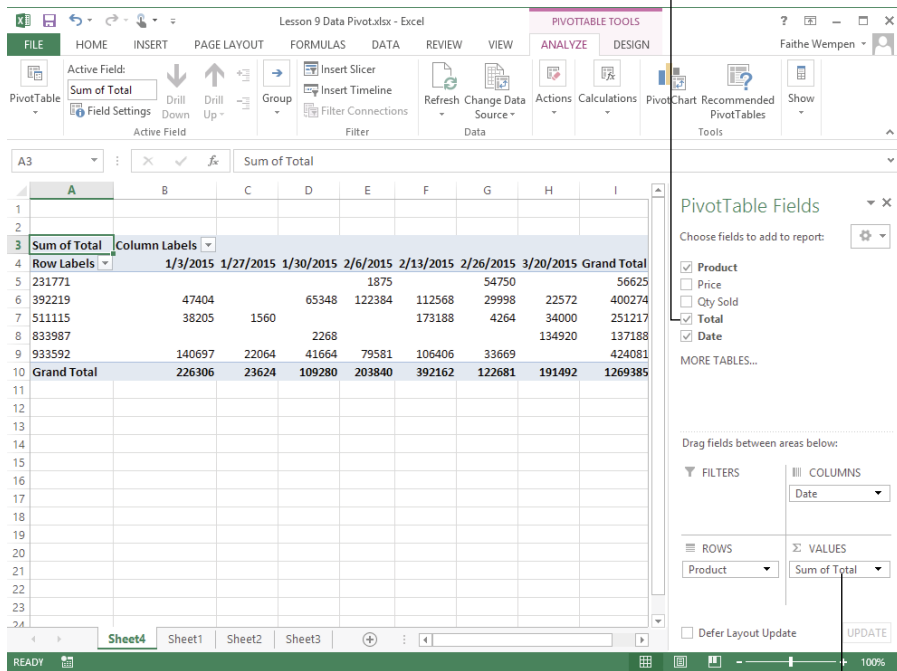 Lesson 9 Data Pivot.xlsx - Excel
PIVOTTABLE TOOLS
?
FILE HOME INSERT PAGE LAYOUT FORMULAS DATA REVIEW VIEW ANALYZE DESIGN Faithe Wempen
PivotTable
Active Field:
Sum of Total
Field Settings
Drill Down
Drill Up
Active Field
Group
Insert Slicer
Insert Timeline
Filter Connections
Filter
Refresh
Change Data Source
Data
Actions
Calculations
PivotChart
Recommended PivotTables
Tools
Show
A3 fx Sum of Total
A B C D E F G H I
1
2
3 Sum of Total Column Labels
4 Row Labels 1/3/2015 1/27/2015 1/30/2015 2/6/2015 2/13/2015 2/26/2015 3/20/2015 Grand Total
5 231771 1875 54750 56625
6 392219 47404 65348 122384 112568 29998 22572 400274
7 511115 38205 1560 173188 4264 34000 251217
8 833987 2268 134920 137188
9 933592 140697 22064 41664 79581 106406 33669 424081
10 Grand Total 226306 23624 109280 203840 392162 122681 191492 1269385
11
12
13
14
15
16
17
18
19
20
21
22
23
24
PivotTable Fields
Choose fields to add to report:
Product
Price
Qty Sold
Total
Date
MORE TABLES...
Drag fields between areas below:
FILTERS
COLUMNS
Date
ROWS
Product
Σ VALUES
Sum of Total
Defer Layout Update UPDATE
Sheet4 Sheet1 Sheet2 Sheet3
READY 100%